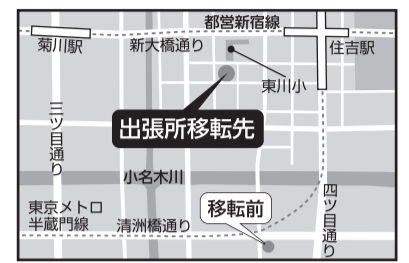 都営新宿線
菊川駅
新大橋通り
住吉駅
東川小
出張所移転先
三ツ目通り
小名木川
移転前
四ツ目通り
東京メトロ
半蔵門線
清洲橋通り